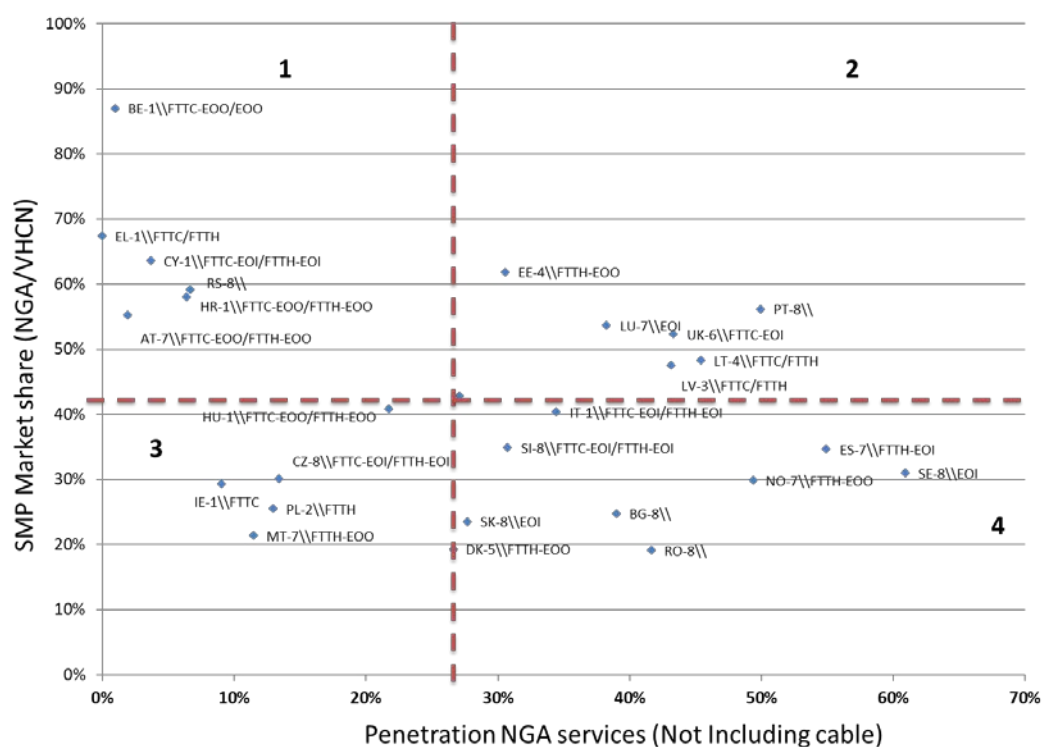 100%
1
2
90%
BE-1\\FTTC-EOO/EOO
80%
70%
EL-1\\FTTC/FTTH
CY-1\\FTTC-EOI/FTTH-EOI
EE-4\\FTTH-EOO
RS-8\\
60%
HR-1\\FTTC-EOO/FTTH-EOO
PT-8\\
AT-7\\FTTC-EOO/FTTH-EOO
LU-7\\EOI
UK-6\\FTTC-EOI
50%
LT-4\\FTTC/FTTH
LV-3\\FTTC/FTTH
40%
HU-1\\FTTC-EOO/FTTH-EOO
IT-1\\FTTC-EOI/FTTH-EOI
3
SI-8\\FTTC-EOI/FTTH-EOI
ES-7\\FTTH-EOI
CZ-8\\FTTC-EOI/FTTH-EOI
SE-8\\EOI
30%
NO-7\\FTTH-EOO
IE-1\\FTTC
PL-2\\FTTH
BG-8\\
SK-8\\EOI
4
MT-7\\FTTH-EOO
20%
DK-5\\FTTH-EOO
RO-8\\
10%
0%
0%
10%
20%
30%
40%
50%
60%
70%
SMP Market share (NGA/VHCN)
Penetration NGA services (Not Including cable)